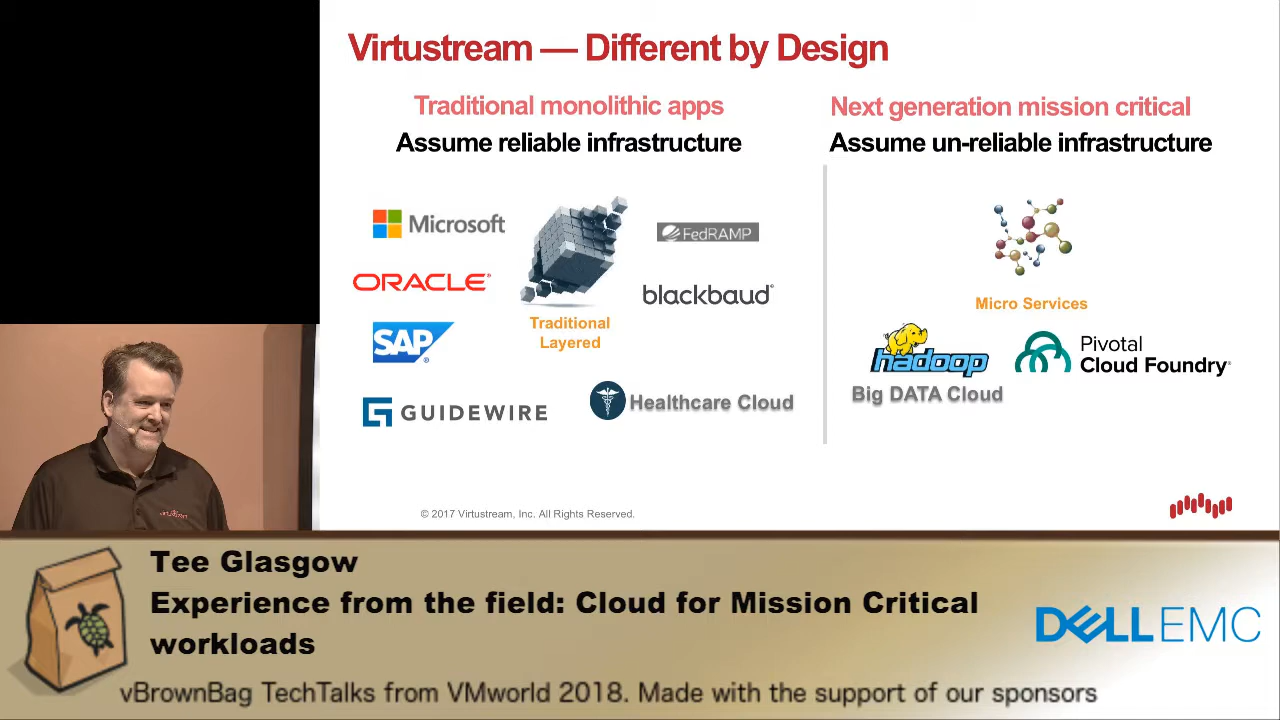 Virtustream — Different by Design
Traditional monolithic apps
Assume reliable infrastructure
Next generation mission critical
Assume un-reliable infrastructure
Microsoft
ORACLE®
SAP®
GUIDEWIRE
Traditional
Layered
FedRAMP
blackbaud®
Healthcare Cloud
Micro Services
hadoop
Big DATA Cloud
Pivotal
Cloud Foundry®
© 2017 Virtustream, Inc. All Rights Reserved.
Tee Glasgow
Experience from the field: Cloud for Mission Critical
workloads
DELLEMC
vBrownBag TechTalks from VMworld 2018. Made with the support of our sponsors